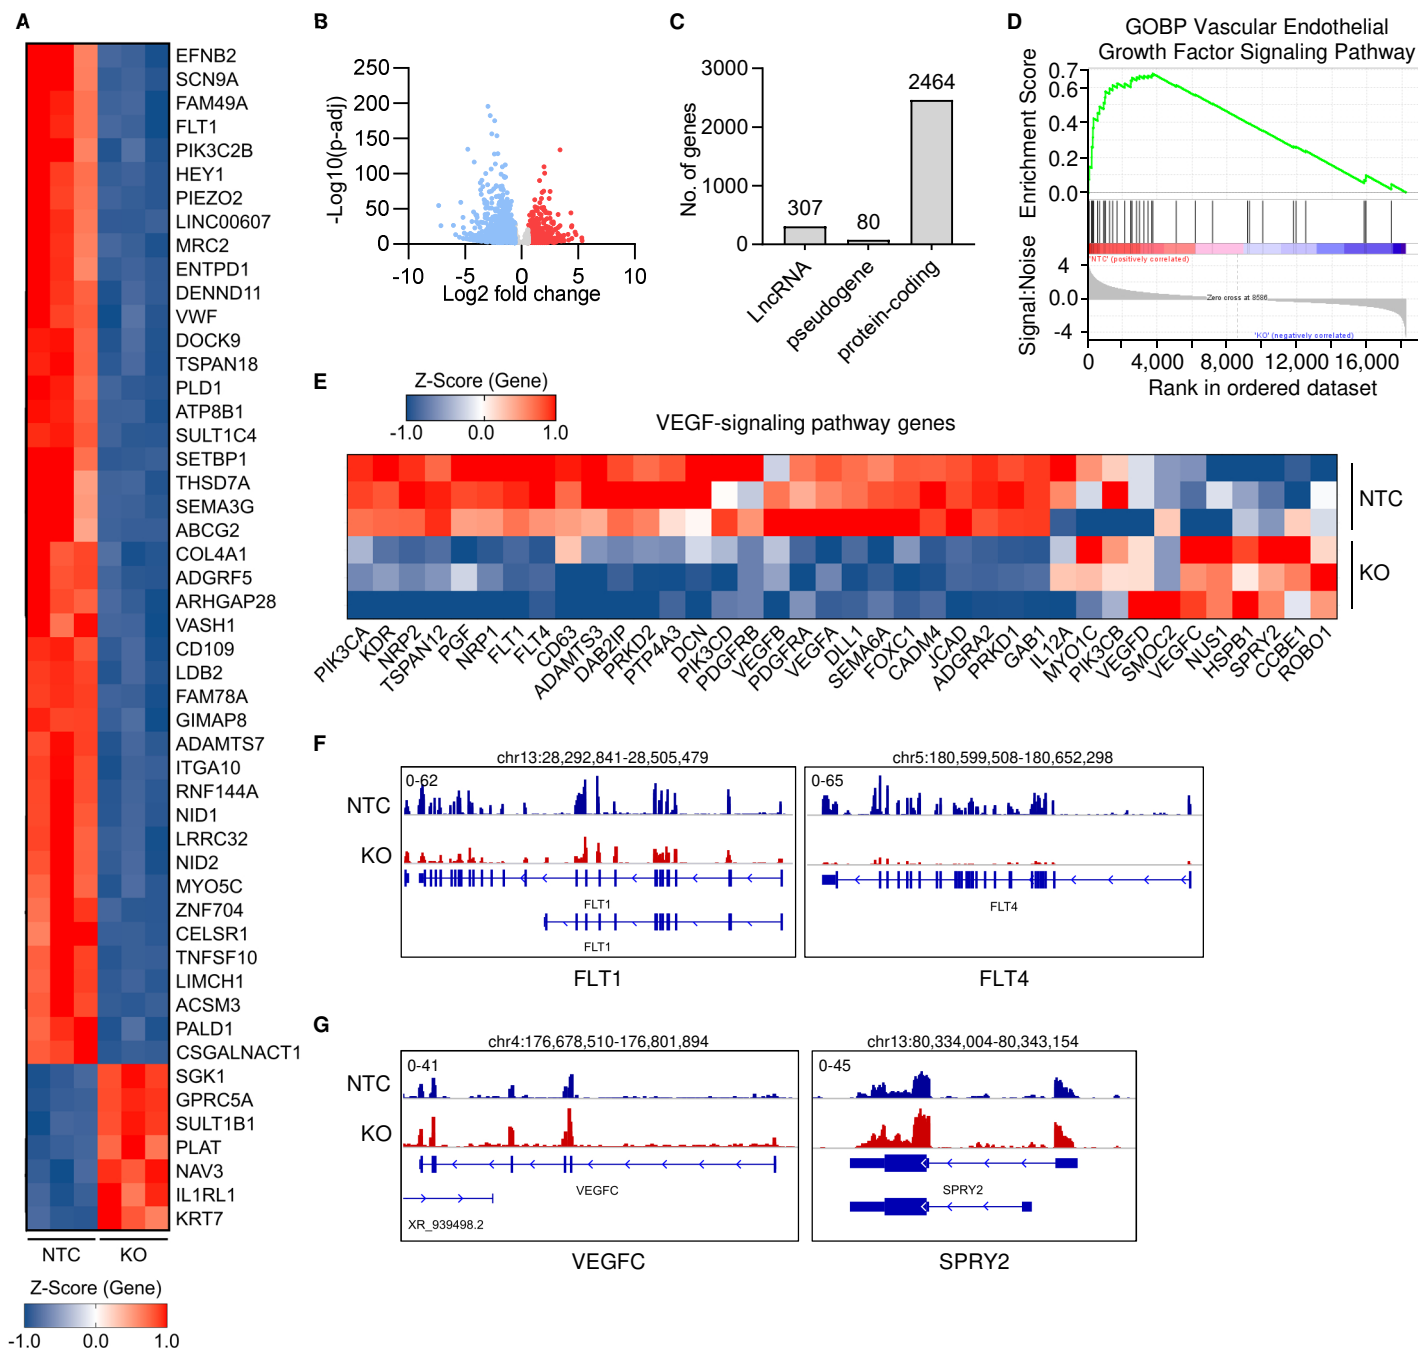 A
EFNB2
SCN9A
FAM49A
FLT1
PIK3C2B
HEY1
PIEZO2
LINC00607
MRC2
ENTPD1
DENND11
VWF
DOCK9
TSPAN18
PLD1
ATP8B1
SULT1C4
SETBP1
THSD7A
SEMA3G
ABCG2
COL4A1
ADGRF5
ARHGAP28
VASH1
CD109
LDB2
FAM78A
GIMAP8
ADAMTS7
ITGA10
RNF144A
NID1
LRRC32
NID2
MYO5C
ZNF704
CELSR1
TNFSF10
LIMCH1
ACSM3
PALD1
CSGALNACT1
SGK1
GPRC5A
SULT1B1
PLAT
NAV3
IL1RL1
KRT7
NTC KO
Z-Score (Gene)
-1.0 0.0 1.0
B
-Log10(p-adj)
250
200
150
100
50
0
-10 -5 0 5 10
Log2 fold change
C
No. of genes
3000
2000
1000
0
307
80
2464
LncRNA
pseudogene
protein-coding
D
GOBP Vascular Endothelial
Growth Factor Signaling Pathway
Enrichment Score
0.7
0.6
0.4
0.2
0.0
'NTC' (positively correlated)
Signal:Noise
4
0.0
-4
Zero cross at 8586
'KO' (negatively correlated)
0 4,000 8,000 12,000 16,000
Rank in ordered dataset
E
Z-Score (Gene)
-1.0 0.0 1.0
VEGF-signaling pathway genes
NTC
KO
PIK3CA
KDR
NRP2
TSPAN12
PGF
NRP1
FLT1
FLT4
CD63
ADAMTS3
DAB2IP
PRKD2
PTP4A3
DCN
PIK3CD
PDGFRB
VEGFB
PDGFRA
VEGFA
DLL1
SEMA6A
FOXC1
CADM4
JCAD
ADGRA2
PRKD1
GAB1
IL12A
MYO1C
PIK3CB
VEGFD
SMOC2
VEGFC
NUS1
HSPB1
SPRY2
CCBE1
ROBO1
F
chr13:28,292,841-28,505,479
0-62
NTC
KO
FLT1
FLT1
FLT1
chr5:180,599,508-180,652,298
0-65
FLT4
FLT4
G
chr4:176,678,510-176,801,894
0-41
NTC
KO
VEGFC
XR_939498.2
VEGFC
chr13:80,334,004-80,343,154
0-45
SPRY2
SPRY2